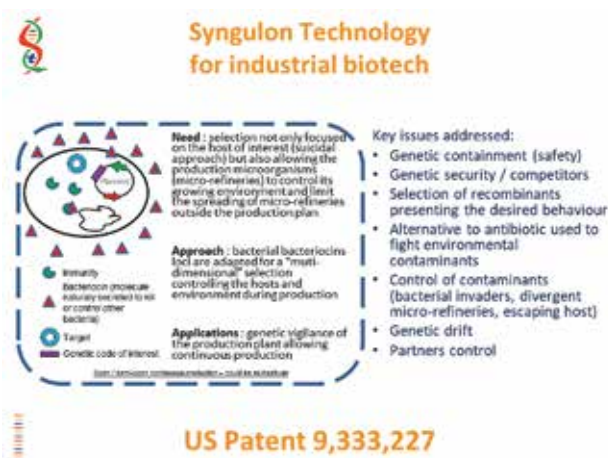 Syngulon Technology
for industrial biotech
Need : selection not only focused
on the host of interest (suicidal
approach) but also allowing the
production microorganisms
(micro-refineries) to control its
growing environment and limit
the spreading of micro-refineries
outside the production plan
Approach : bacterial bacteriocins
loci are adapted for a "multi-
dimensional" selection
controlling the hosts and
environment during production
Applications : genetic vigilance of
the production plant allowing
continuous production
Immunity
Bacteriocin (molecule
naturally secreted to kill
or control other
bacteria)
Target
Genetic code of interest
Key issues addressed:
• Genetic containment (safety)
• Genetic security / competitors
• Selection of recombinants
presenting the desired behaviour
• Alternative to antibiotic used to
fight environmental
contaminants
• Control of contaminants
(bacterial invaders, divergent
micro-refineries, escaping host)
• Genetic drift
• Partners control
US Patent 9,333,227